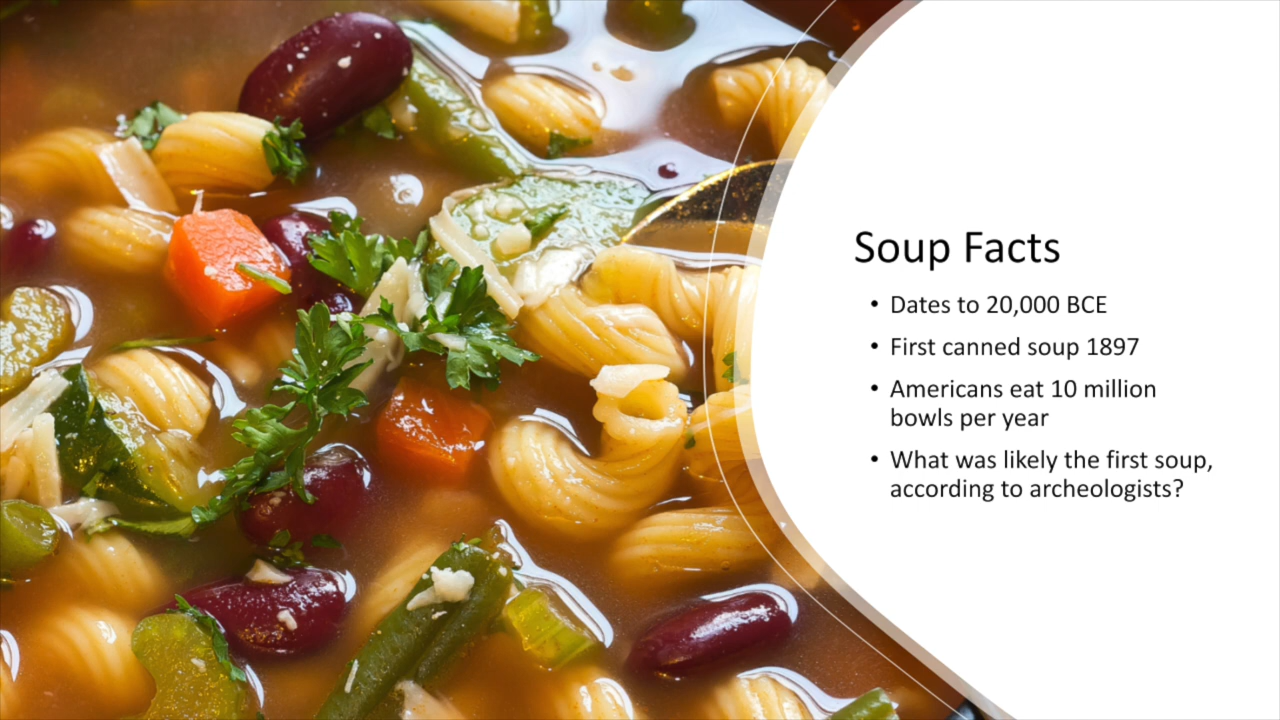 Soup Facts
• Dates to 20,000 BCE
• First canned soup 1897
• Americans eat 10 million
bowls per year
• What was likely the first soup,
according to archeologists?